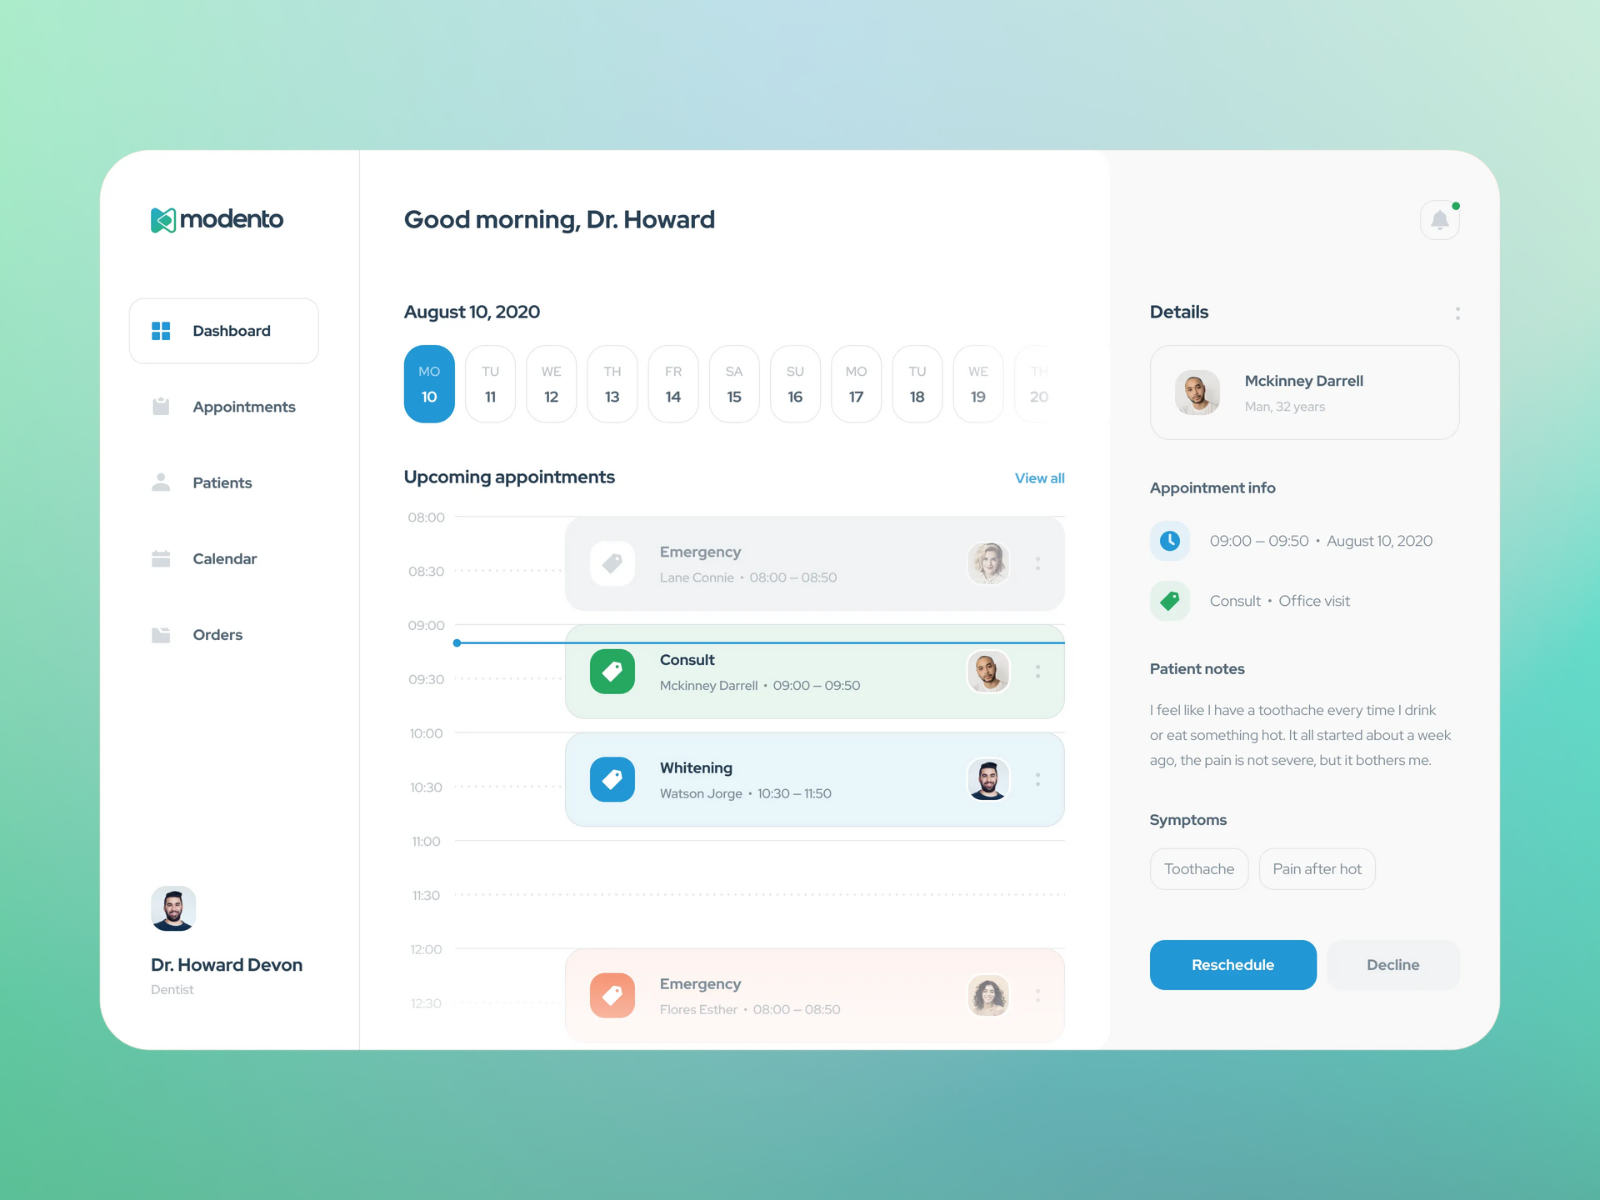 modento
Dashboard
Appointments
Patients
Calendar
Orders
Dr. Howard Devon
Dentist
Good morning, Dr. Howard
August 10, 2020
MO TU WE TH FR SA SU MO TU WE TH
10 11 12 13 14 15 16 17 18 19 20
Upcoming appointments
View all
08:00
Emergency
Lane Connie • 08:00 – 08:50
08:30
09:00
Consult
Mckinney Darrell • 09:00 – 09:50
09:30
10:00
Whitening
Watson Jorge • 10:30 – 11:50
10:30
11:00
11:30
12:00
Emergency
Flores Esther • 08:00 – 08:50
12:30
Details
Mckinney Darrell
Man, 32 years
Appointment info
09:00 – 09:50 • August 10, 2020
Consult • Office visit
Patient notes
I feel like I have a toothache every time I drink
or eat something hot. It all started about a week
ago, the pain is not severe, but it bothers me.
Symptoms
Toothache
Pain after hot
Reschedule
Decline